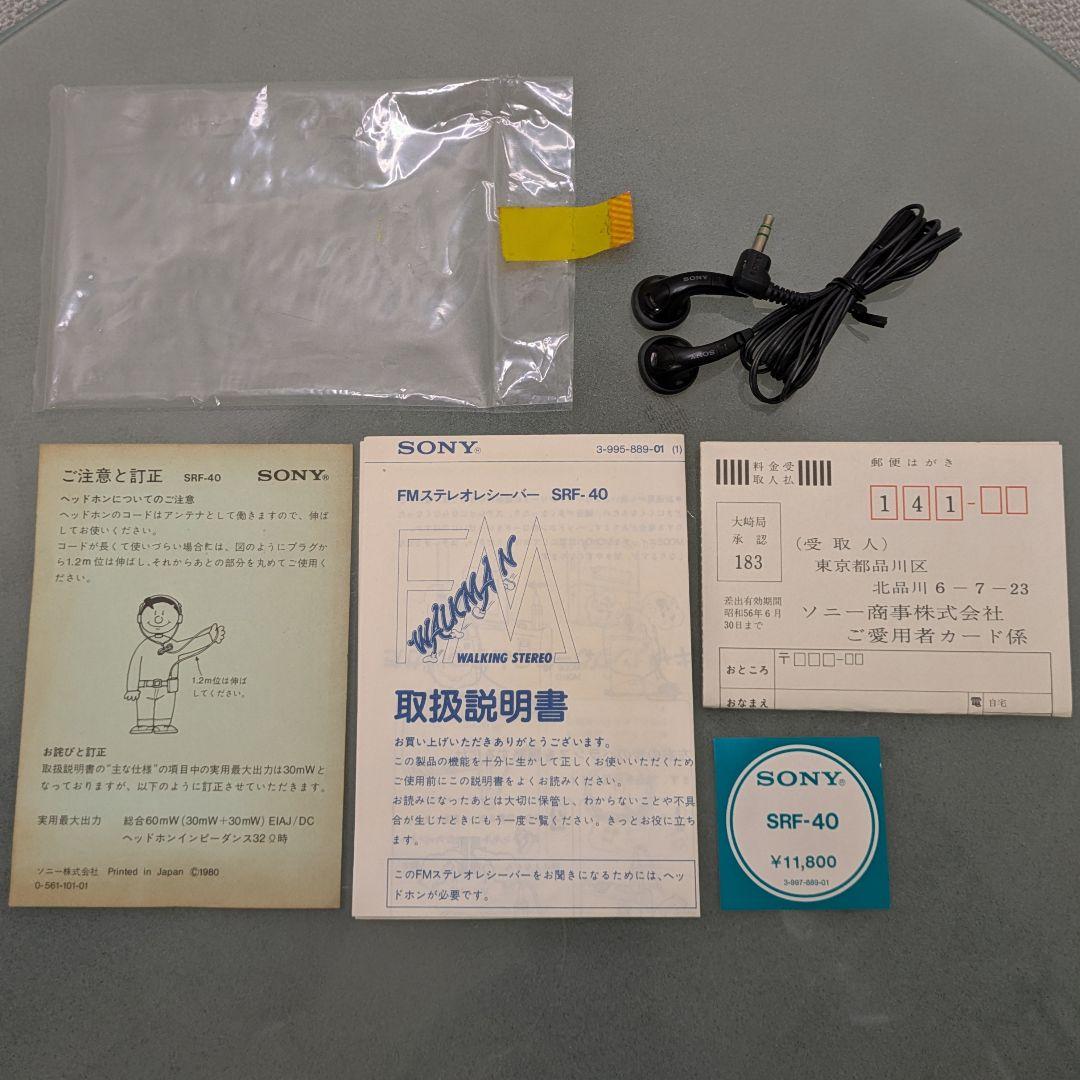 SONY
SONY
ご注意と訂正 SRF-40 SONY®
ヘッドホンについてのご注意
ヘッドホンのコードはアンテナとして働きますので、伸ば
してお使いください。
コードが長くて使いづらい場合には、図のようにプラグか
ら1.2m位は伸ばし、それからあとの部分を丸めてご使用く
ださい。
1.2m位は伸ば
してください。
お詫びと訂正
取扱説明書の"主な仕様"の項目中の実用最大出力は30mWと
なっておりますが、以下のように訂正させていただきます。
実用最大出力 総合60mW(30mW+30mW) EIAJ/DC
ヘッドホンインピーダンス32Ω時
ソニー株式会社 Printed in Japan ©1980
0-561-101-01
SONY® 3-995-889-01 (1)
FMステレオレシーバー SRF-40
FM
WALKMAN
WALKING STEREO
取扱説明書
お買い上げいただきありがとうございます。
この製品の機能を十分に生かして正しくお使いいただくため
ご使用前にこの説明書をよくお読みください。
お読みになったあとは大切に保管し、わからないことや不具
合が生じたときにもう一度ご覧ください。きっとお役に立ち
ます。
このFMステレオレシーバーをお聞きになるためには、ヘッ
ドホンが必要です。
料金受
取人払
郵便はがき
141-
大崎局
承認
183
差出有効期間
昭和56年6月
30日まで
(受取人)
東京都品川区
北品川6-7-23
ソニー商事株式会社
ご愛用者カード係
おところ 〒
おなまえ 電 自宅
SONY®
SRF-40
¥11,800
3-997-889-01